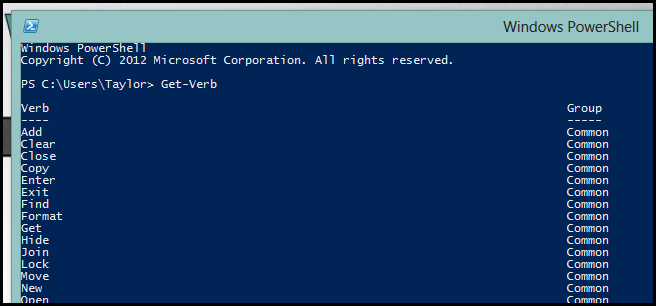 Windows PowerShell
Windows PowerShell
Copyright (C) 2012 Microsoft Corporation. All rights reserved.
PS C:\Users\Taylor> Get-Verb
Verb Group
---- -----
Add Common
Clear Common
Close Common
Copy Common
Enter Common
Exit Common
Find Common
Format Common
Get Common
Hide Common
Join Common
Lock Common
Move Common
New Common
Open Common